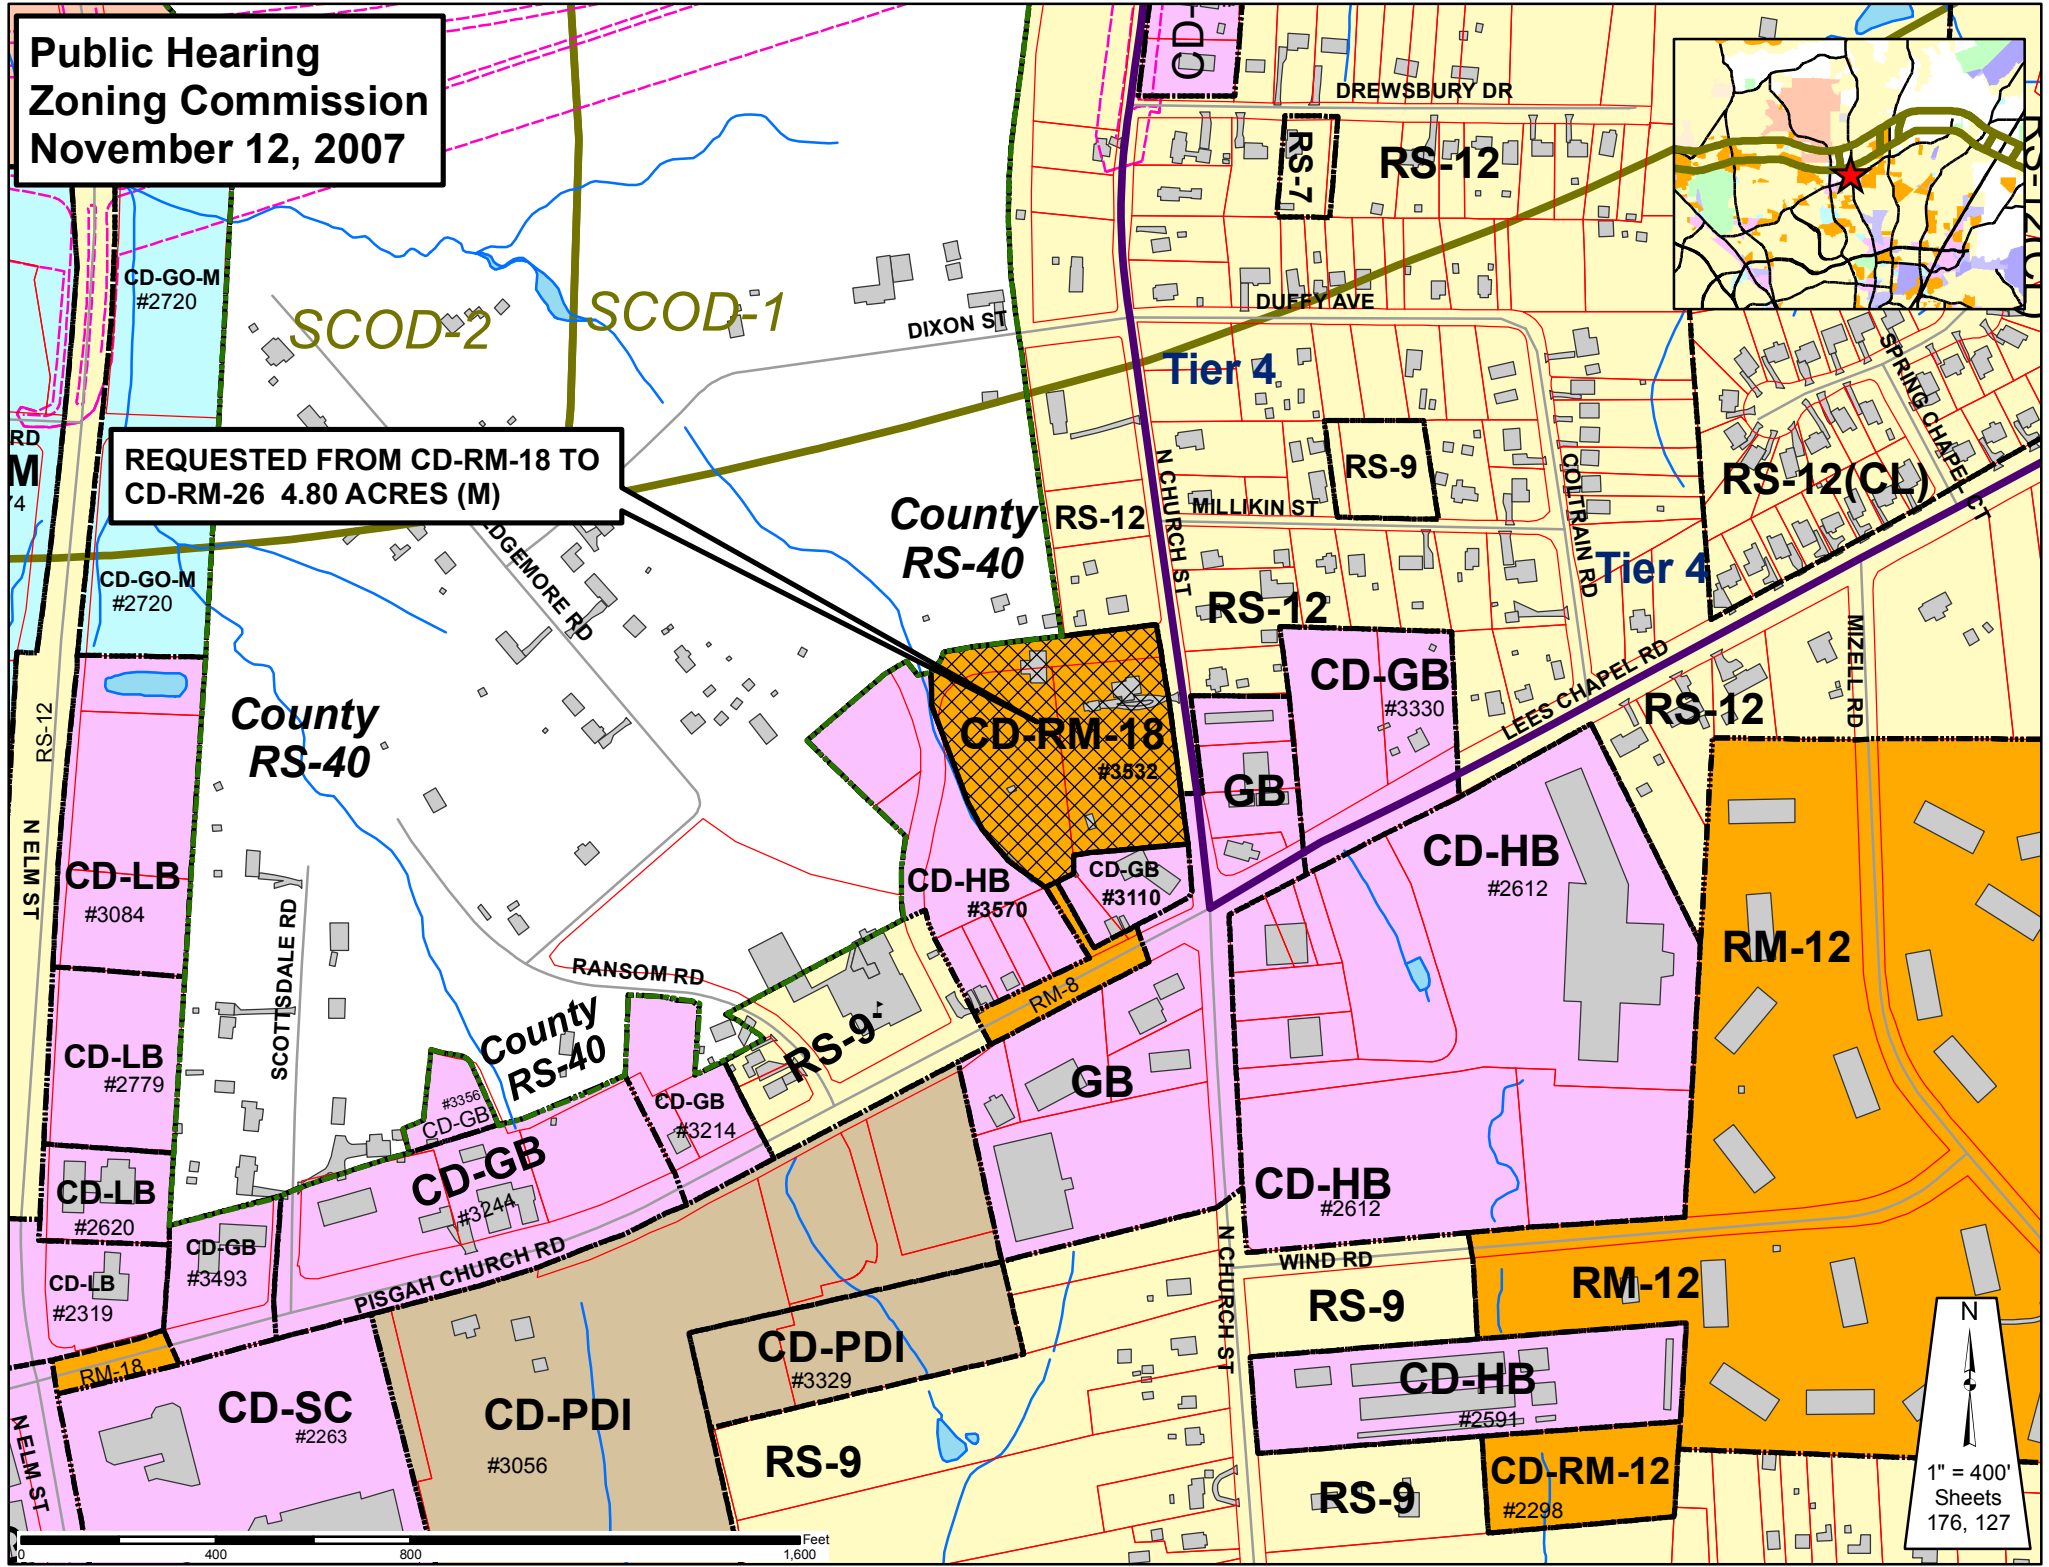 Public Hearing
Zoning Commission
November 12, 2007
CD-
DREWSBURY DR
RS-7
RS-12
CD-GO-M
#2720
SCOD-2
SCOD-1
DIXON ST
DUFFY AVE
Tier 4
SPRING CHAPEL CT
RD
M
REQUESTED FROM CD-RM-18 TO
CD-RM-26 4.80 ACRES (M)
County
RS-40
RS-12
N CHURCH ST
MILLIKIN ST
RS-9
COLTRAIN RD
RS-12(CL)
Tier 4
CD-GO-M
#2720
EDGEMORE RD
RS-12
MIZELL RD
CD-GB
#3330
LEES CHAPEL RD
RS-12
County
RS-40
RS-12
CD-RM-18
#3532
GB
N ELM ST
CD-LB
#3084
SCOTTSDALE RD
CD-HB
#3570
CD-GB
#3110
CD-HB
#2612
RM-12
RANSOM RD
RM-8
County
RS-40
RS-9
CD-LB
#2779
#3356
CD-GB
CD-GB
#3214
GB
CD-GB
#3244
CD-LB
#2620
CD-HB
#2612
CD-GB
#3493
PISGAH CHURCH RD
N CHURCH ST
WIND RD
CD-LB
#2319
RS-9
RM-12
RM-18
CD-PDI
#3329
CD-HB
#2591
CD-SC
#2263
CD-PDI
#3056
N ELM ST
RS-9
RS-9
CD-RM-12
#2298
N
1" = 400'
Sheets
176, 127
Feet
0 400 800 1,600